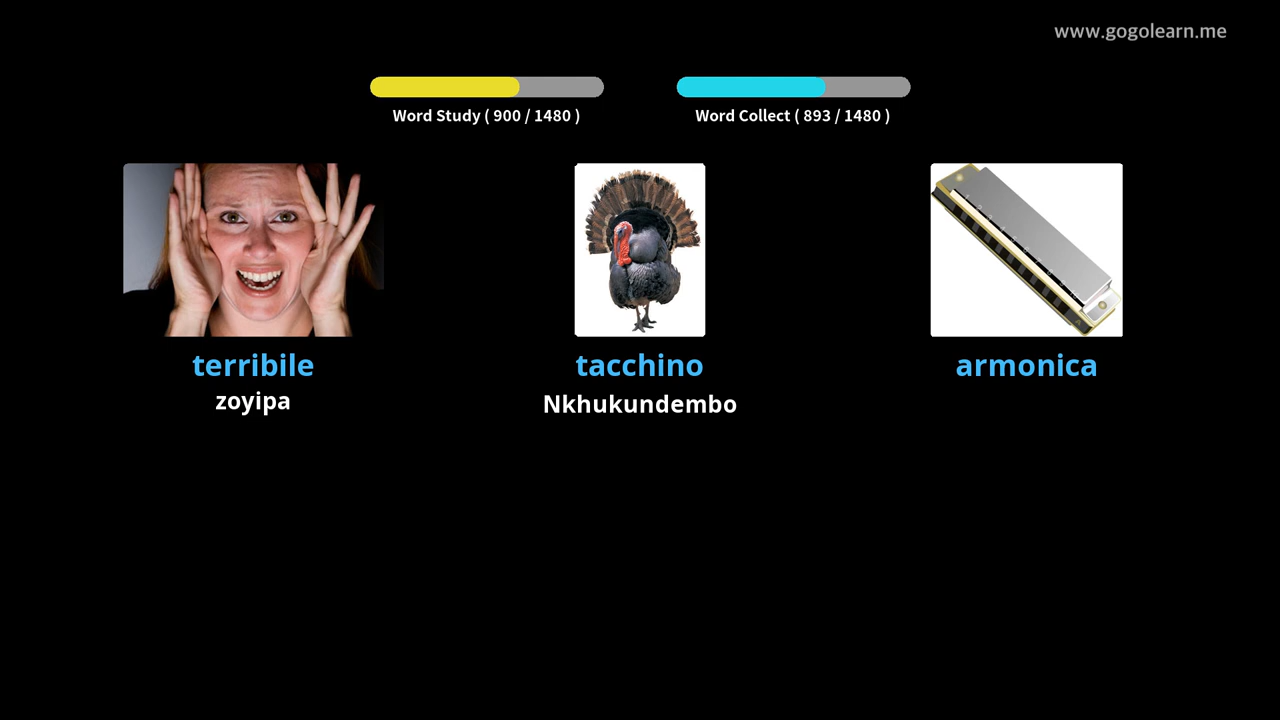 www.gogolearn.me
Word Study ( 900 / 1480 )
Word Collect ( 893 / 1480 )
terribile
zoyipa
tacchino
Nkhukundembo
armonica